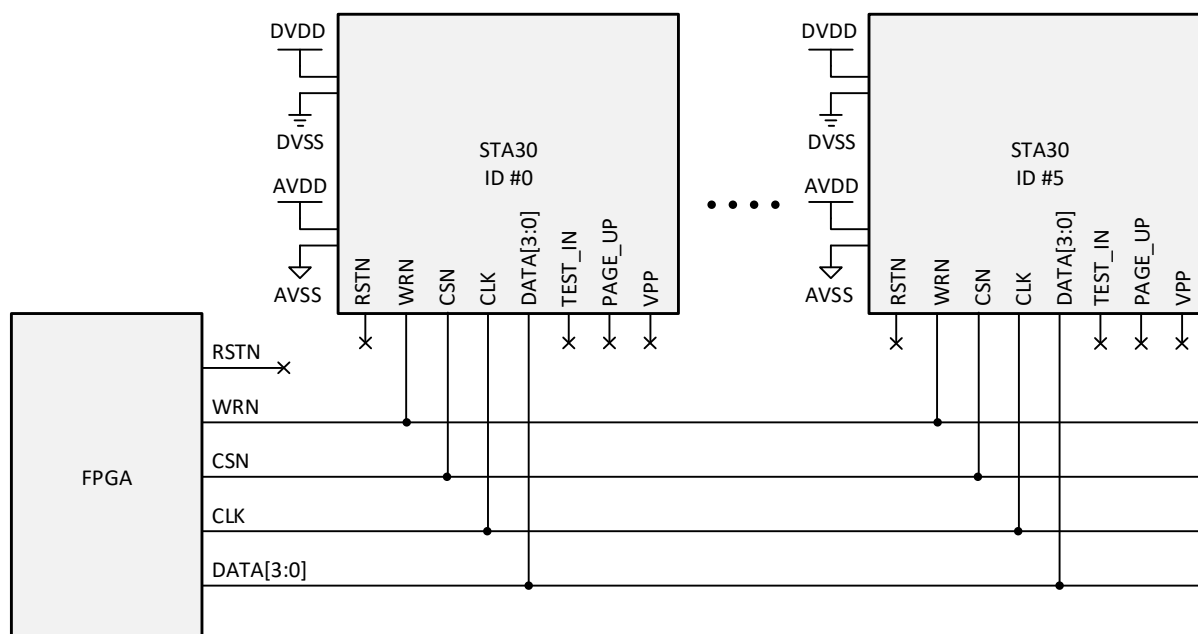 DVDD
DVSS
AVDD
AVSS
STA30
ID #0
RSTN
WRN
CSN
CLK
DATA[3:0]
TEST_IN
PAGE_UP
VPP
DVDD
DVSS
AVDD
AVSS
STA30
ID #5
RSTN
WRN
CSN
CLK
DATA[3:0]
TEST_IN
PAGE_UP
VPP
FPGA
RSTN
WRN
CSN
CLK
DATA[3:0]